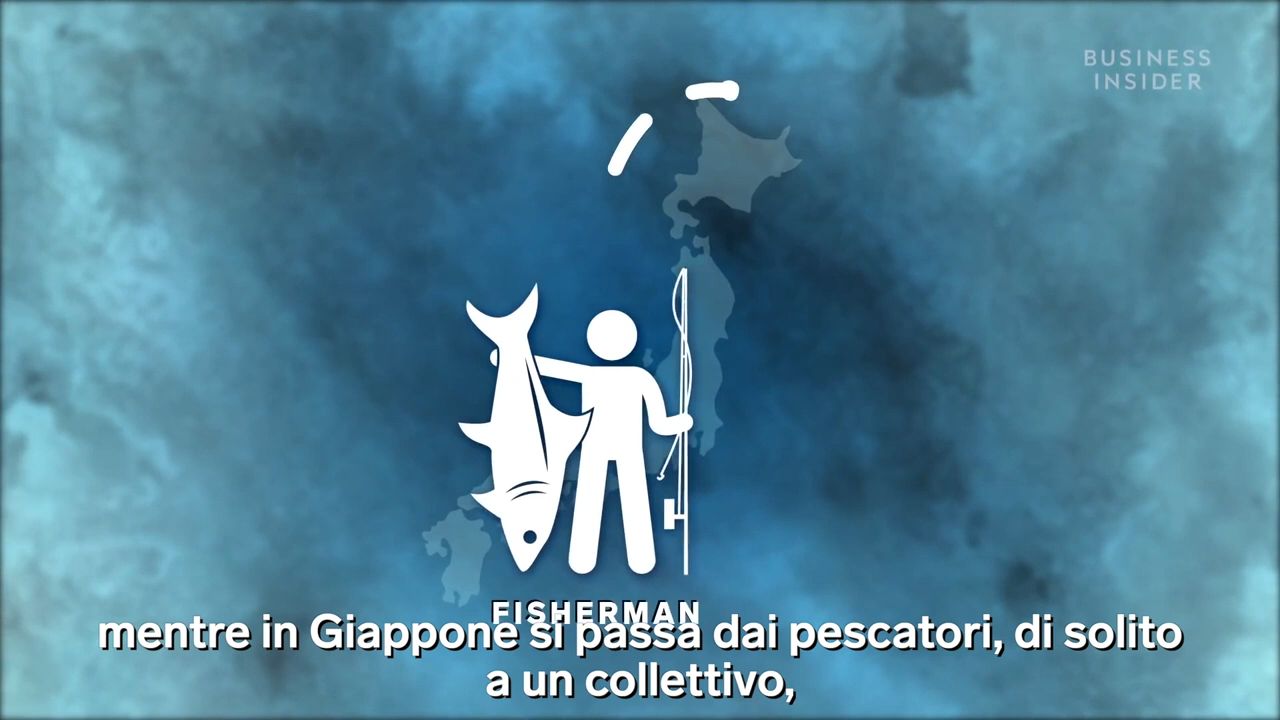 BUSINESS
INSIDER
FISHERMAN
mentre in Giappone si passa dai pescatori, di solito
a un collettivo,